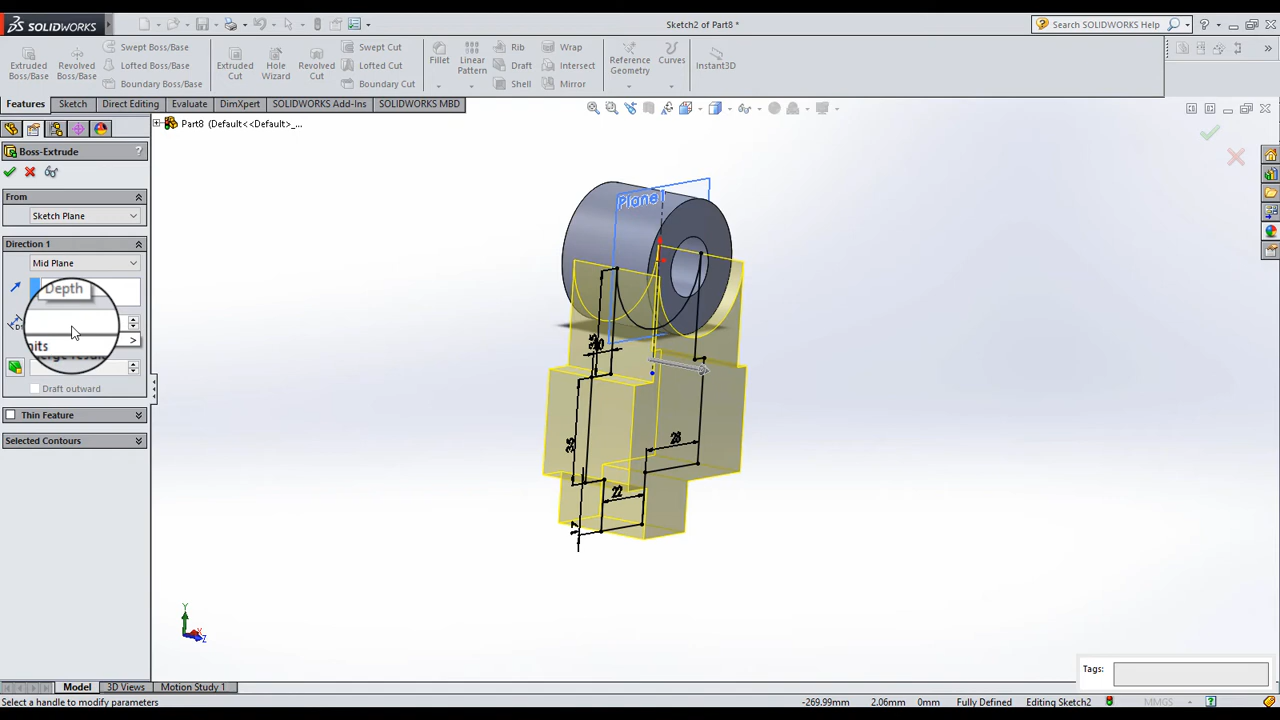 SOLIDWORKS
Sketch2 of Part8 *
Search SOLIDWORKS Help
Extruded Boss/Base
Revolved Boss/Base
Swept Boss/Base
Lofted Boss/Base
Boundary Boss/Base
Extruded Cut
Hole Wizard
Revolved Cut
Swept Cut
Lofted Cut
Boundary Cut
Fillet
Linear Pattern
Rib
Draft
Shell
Wrap
Intersect
Mirror
Reference Geometry
Curves
Instant3D
Features
Sketch
Direct Editing
Evaluate
DimXpert
SOLIDWORKS Add-Ins
SOLIDWORKS MBD
Part8 (Default<<Default>_...
Boss-Extrude
?
From
Sketch Plane
Direction 1
Mid Plane
Depth
Draft outward
Thin Feature
Selected Contours
Plane1
35
26
22
17
Y
Z
Tags:
Model
3D Views
Motion Study 1
Select a handle to modify parameters
-269.99mm
2.06mm
0mm
Fully Defined
Editing Sketch2
MMGS